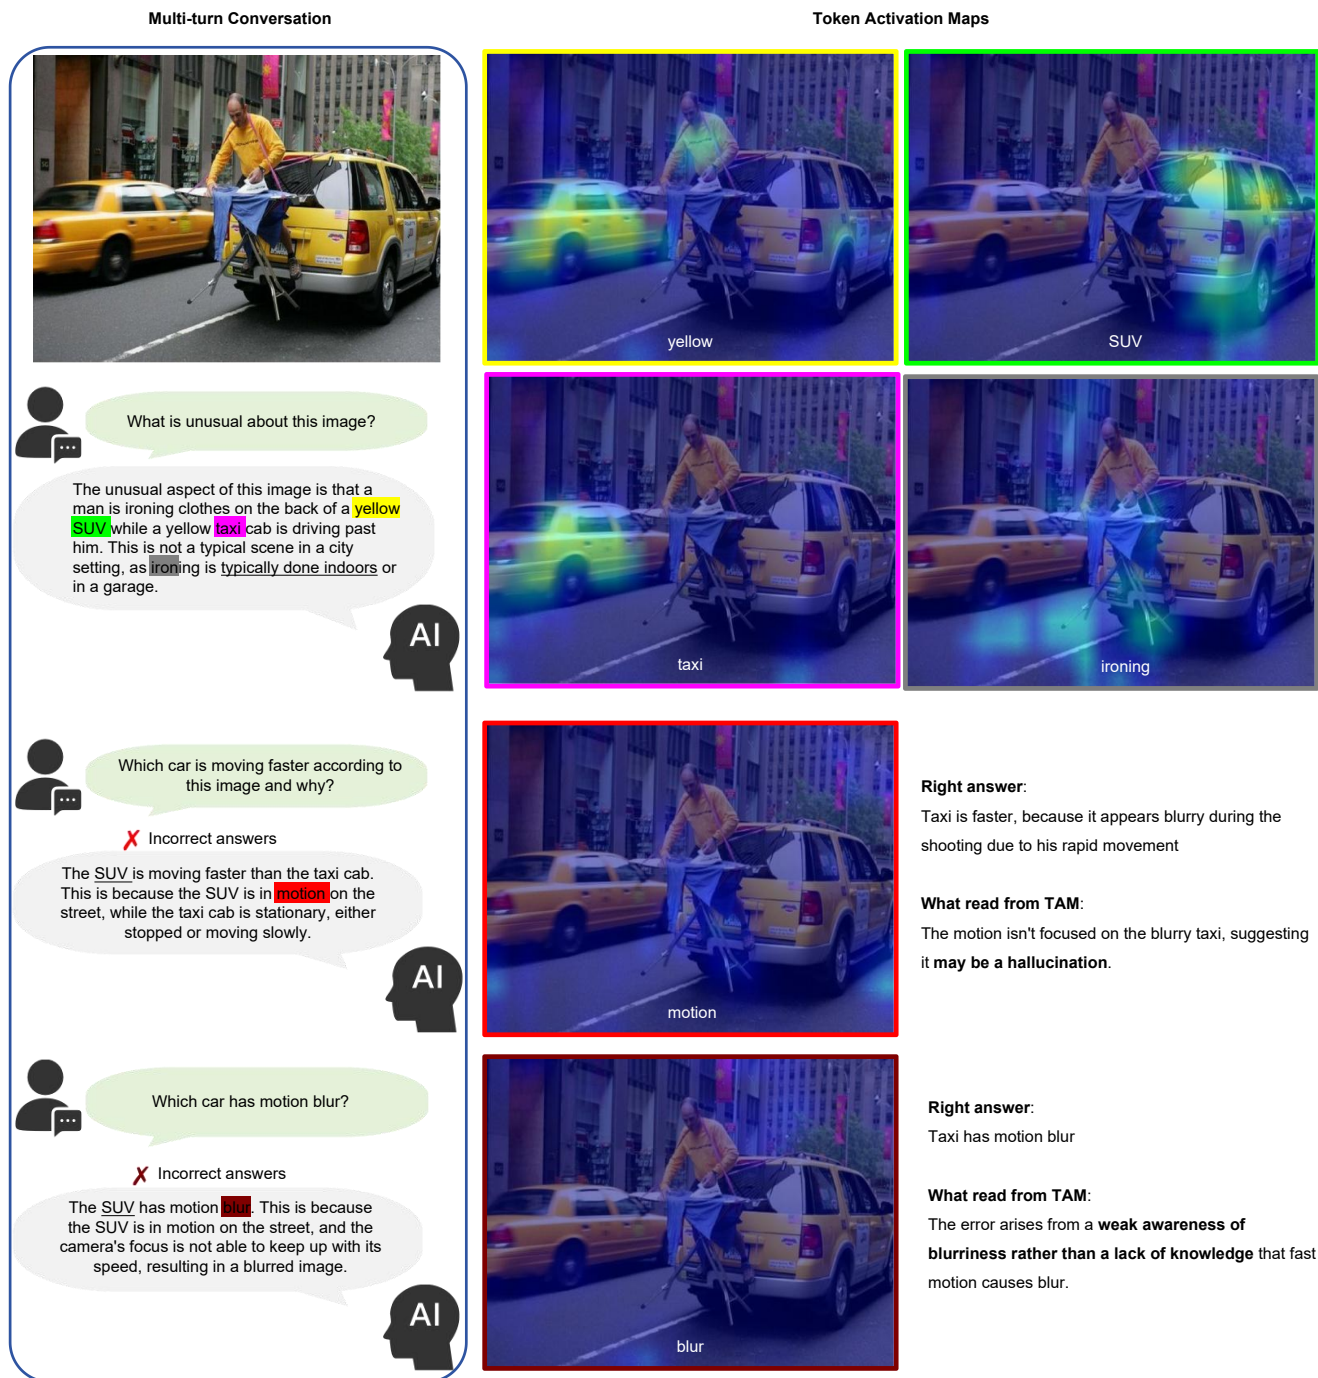 Multi-turn Conversation
Token Activation Maps
yellow
SUV
What is unusual about this image?
The unusual aspect of this image is that a
man is ironing clothes on the back of a yellow
SUV while a yellow taxi cab is driving past
him. This is not a typical scene in a city
setting, as ironing is typically done indoors or
in a garage.
AI
taxi
ironing
Which car is moving faster according to
this image and why?
✗ Incorrect answers
The SUV is moving faster than the taxi cab.
This is because the SUV is in motion on the
street, while the taxi cab is stationary, either
stopped or moving slowly.
AI
motion
Right answer:
Taxi is faster, because it appears blurry during the
shooting due to his rapid movement
What read from TAM:
The motion isn't focused on the blurry taxi, suggesting
it may be a hallucination.
Which car has motion blur?
✗ Incorrect answers
The SUV has motion blur. This is because
the SUV is in motion on the street, and the
camera's focus is not able to keep up with its
speed, resulting in a blurred image.
AI
blur
Right answer:
Taxi has motion blur
What read from TAM:
The error arises from a weak awareness of
blurriness rather than a lack of knowledge that fast
motion causes blur.